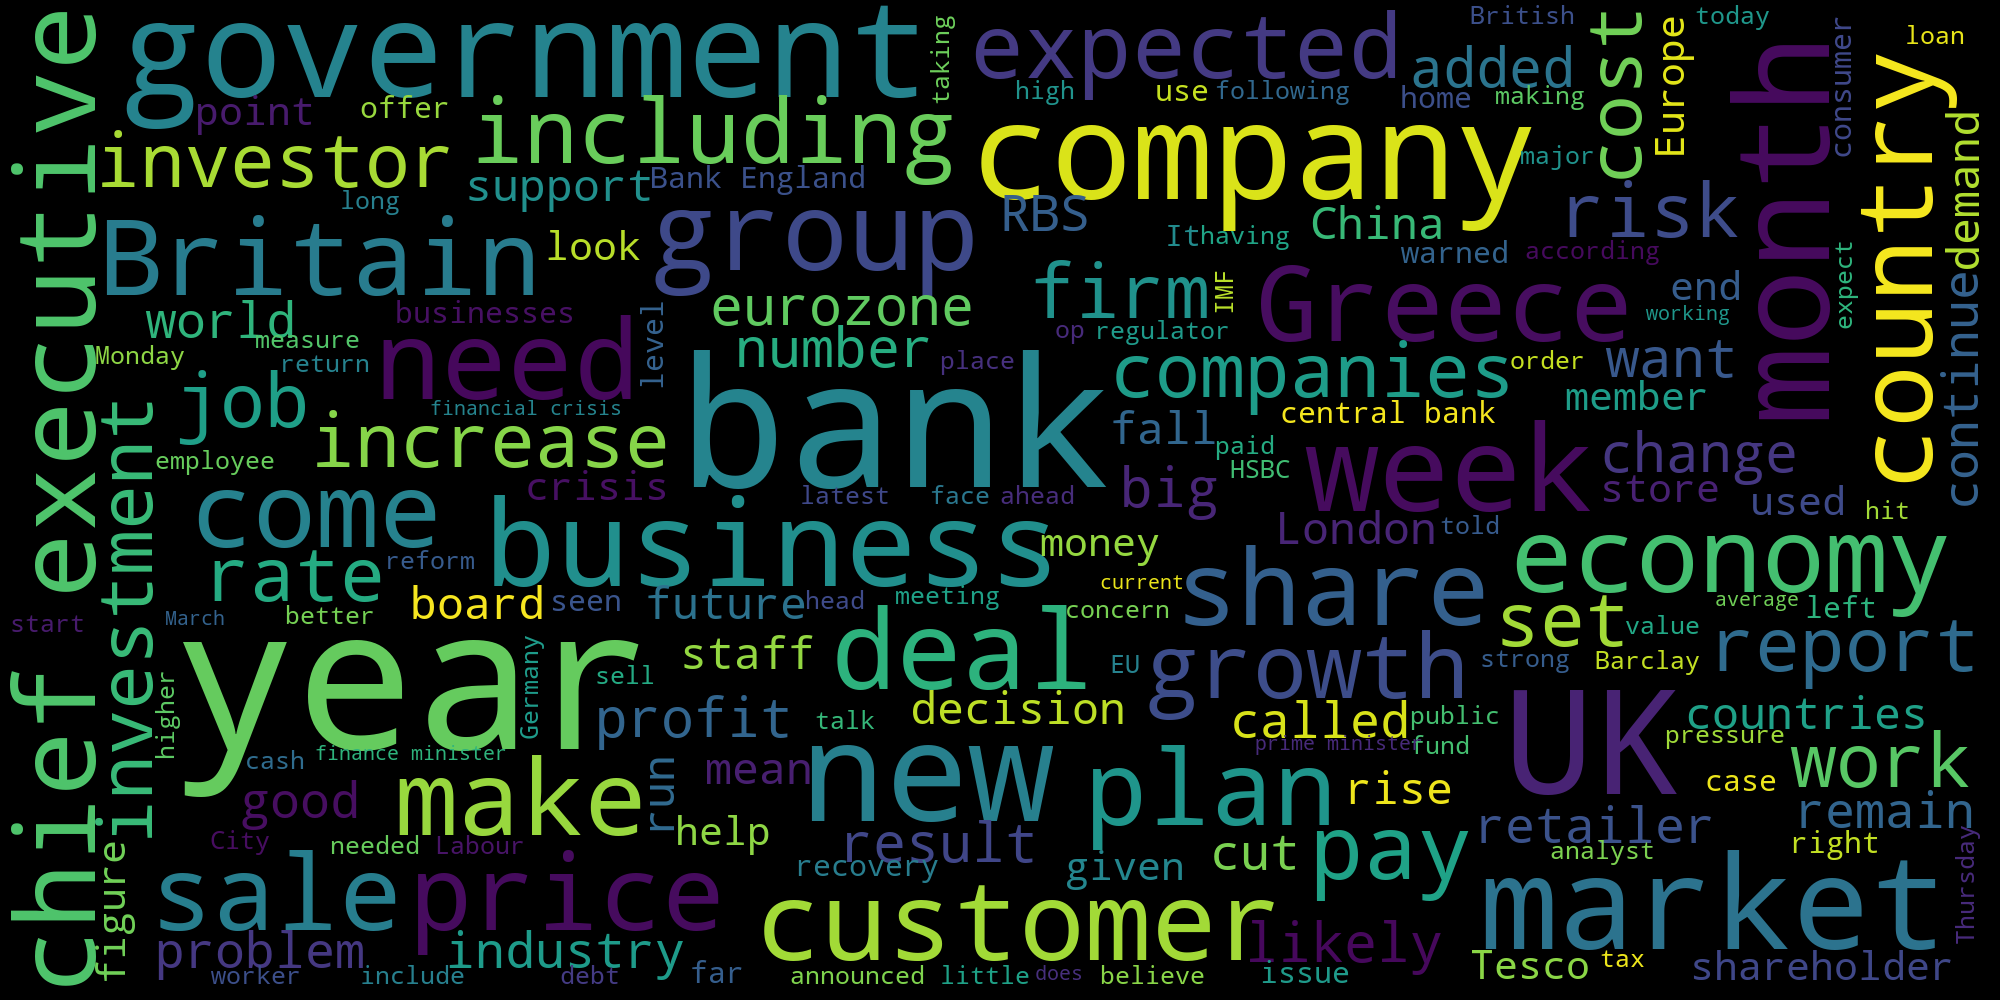 chief executive
government
expected
British
today
loan
taking
cost
Europe
month
consumer
country
demand
added
point
offer
including
high
use
following
home
making
investor
company
major
support
Bank England
long
Britain
look
group
RBS
It
having
China
risk
warned
according
world
businesses
eurozone
firm
IMF
Greece
end
expect
continue
working
measure
Monday
return
need
level
number
place
op
regulator
companies
order
want
member
job
financial crisis
bank
central bank
increase
fall
paid
HSBC
week
change
employee
investment
crisis
latest
face
ahead
big
store
used
hit
come
business
money
London
told
economy
rate
reform
current
share
average
board
seen
future
head
meeting
concern
set
value
left
start
March
better
year
Germany
staff
deal
EU
growth
strong
Barclay
report
sell
higher
profit
talk
decision
called
public
UK
countries
cash
finance minister
new
prime minister
fund
pressure
work
good
make
run
mean
plan
rise
case
City
needed
Labour
help
result
retailer
remain
sale
price
recovery
given
cut
pay
analyst
right
figure
customer
market
Thursday
problem
industry
likely
worker
include
debt
far
announced
little
does
believe
issue
Tesco
tax
shareholder